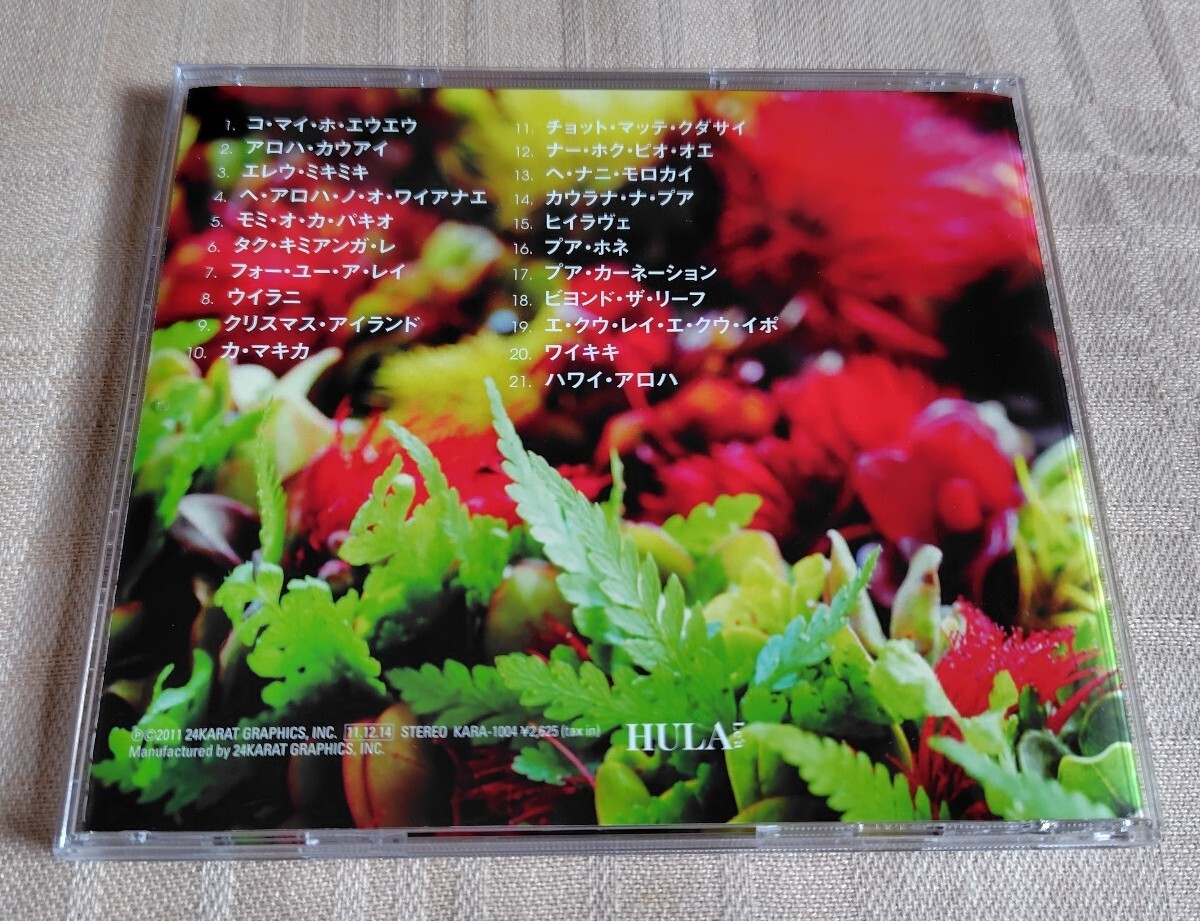 1. コ・マイ・ホ・エウエウ
2. アロハ・カウアイ
3. エレウ・ミキミキ
4. ヘ・アロハ・ノ・オ・ワイアナエ
5. モミ・オ・カ・パキオ
6. タク・キミアンガ・レ
7. フォー・ユー・ア・レイ
8. ウイラニ
9. クリスマス・アイランド
10. カ・マキカ
11. チョット・マッテ・クダサイ
12. ナー・ホク・ピオ・オエ
13. ヘ・ナニ・モロカイ
14. カウラナ・ナ・プア
15. ヒイラヴェ
16. プア・ホネ
17. プア・カーネーション
18. ビヨンド・ザ・リーフ
19. エ・クウ・レイ・エ・クウ・イポ
20. ワイキキ
21. ハワイ・アロハ
Ⓟ©2011 24KARAT GRAPHICS, INC. 11.12.14 STEREO KARA-1004 ¥2,625 (tax in)
Manufactured by 24KARAT GRAPHICS, INC.
HULA